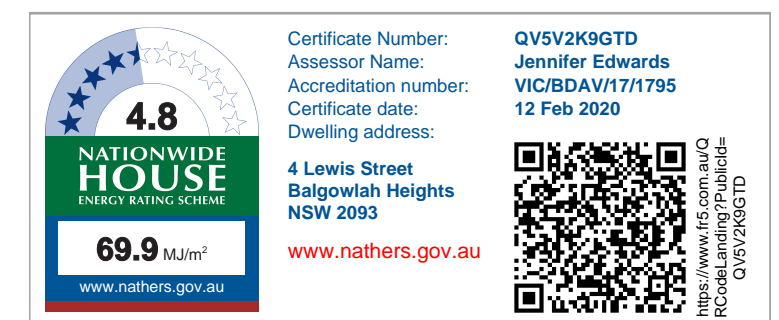 4.8
NATIONWIDE
HOUSE
ENERGY RATING SCHEME
69.9 MJ/m²
www.nathers.gov.au
Certificate Number: QV5V2K9GTD
Assessor Name: Jennifer Edwards
Accreditation number: VIC/BDAV/17/1795
Certificate date: 12 Feb 2020
Dwelling address:
4 Lewis Street
Balgowlah Heights
NSW 2093
www.nathers.gov.au
https://www.fr5.com.au/Q
RCodeLanding?PublicId=
QV5V2K9GTD